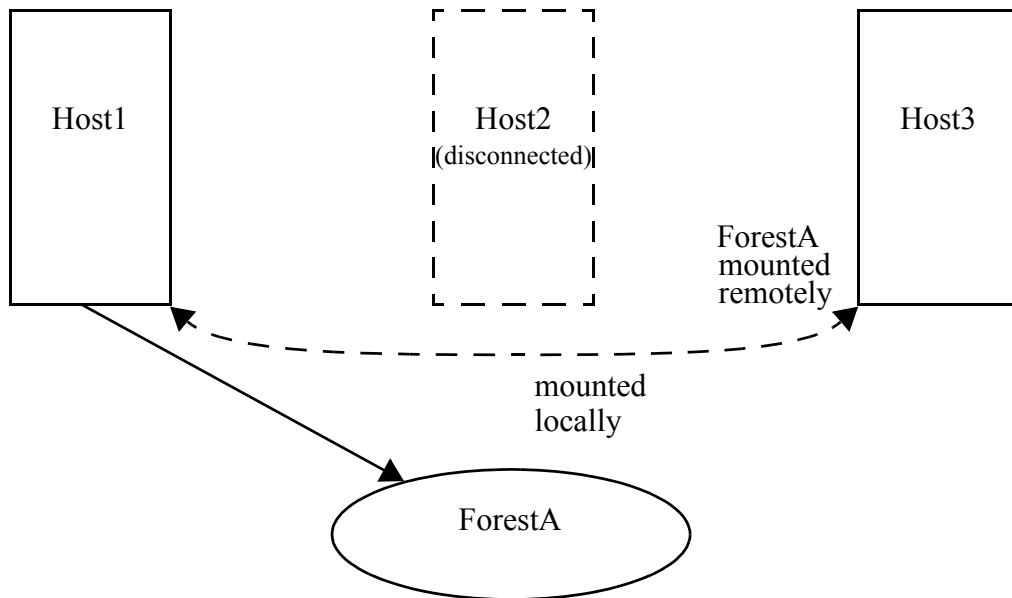 Host1
Host2
(disconnected)
Host3
ForestA
mounted
remotely
mounted
locally
ForestA